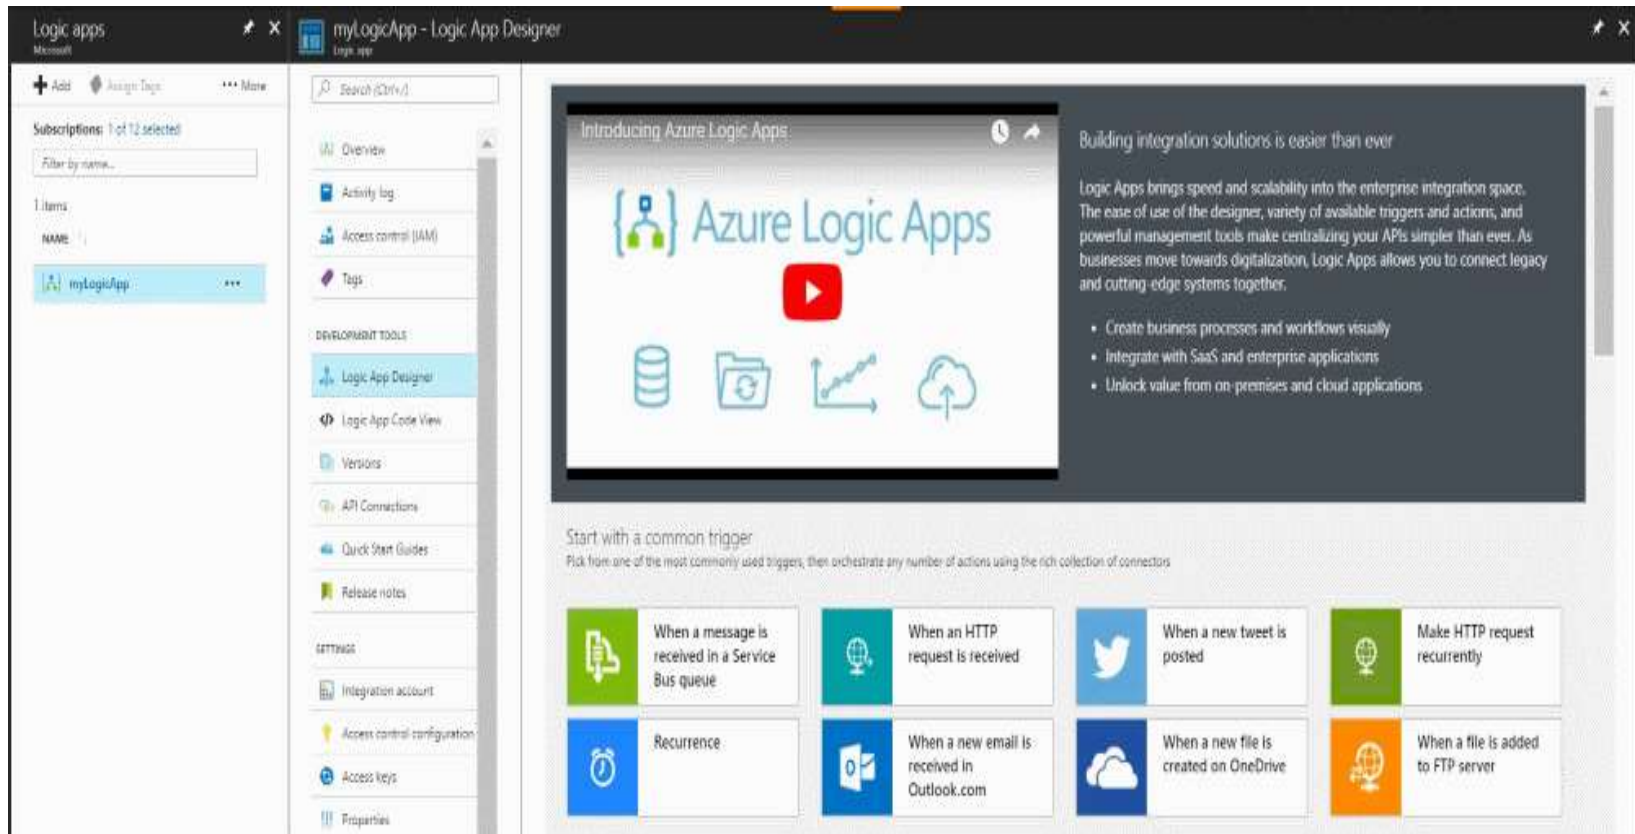 Logic apps
Microsoft
myLogicApp - Logic App Designer
Logic app
Add
Assign Tags
••• More
Subscriptions: 1 of 12 selected
Filter by name...
1 items
NAME
myLogicApp
•••
Search (Ctrl+/)
Overview
Activity log
Access control (IAM)
Tags
DEVELOPMENT TOOLS
Logic App Designer
Logic App Code View
Versions
API Connections
Quick Start Guides
Release notes
SETTINGS
Integration account
Access control configuration
Access keys
Properties
Introducing Azure Logic Apps
Azure Logic Apps
Building integration solutions is easier than ever
Logic Apps brings speed and scalability into the enterprise integration space.
The ease of use of the designer, variety of available triggers and actions, and
powerful management tools make centralizing your APIs simpler than ever. As
businesses move towards digitalization, Logic Apps allows you to connect legacy
and cutting-edge systems together.
• Create business processes and workflows visually
• Integrate with SaaS and enterprise applications
• Unlock value from on-premises and cloud applications
Start with a common trigger
Pick from one of the most commonly used triggers, then orchestrate any number of actions using the rich collection of connectors
When a message is
received in a Service
Bus queue
When an HTTP
request is received
When a new tweet is
posted
Make HTTP request
recurrently
Recurrence
When a new email is
received in
Outlook.com
When a new file is
created on OneDrive
When a file is added
to FTP server